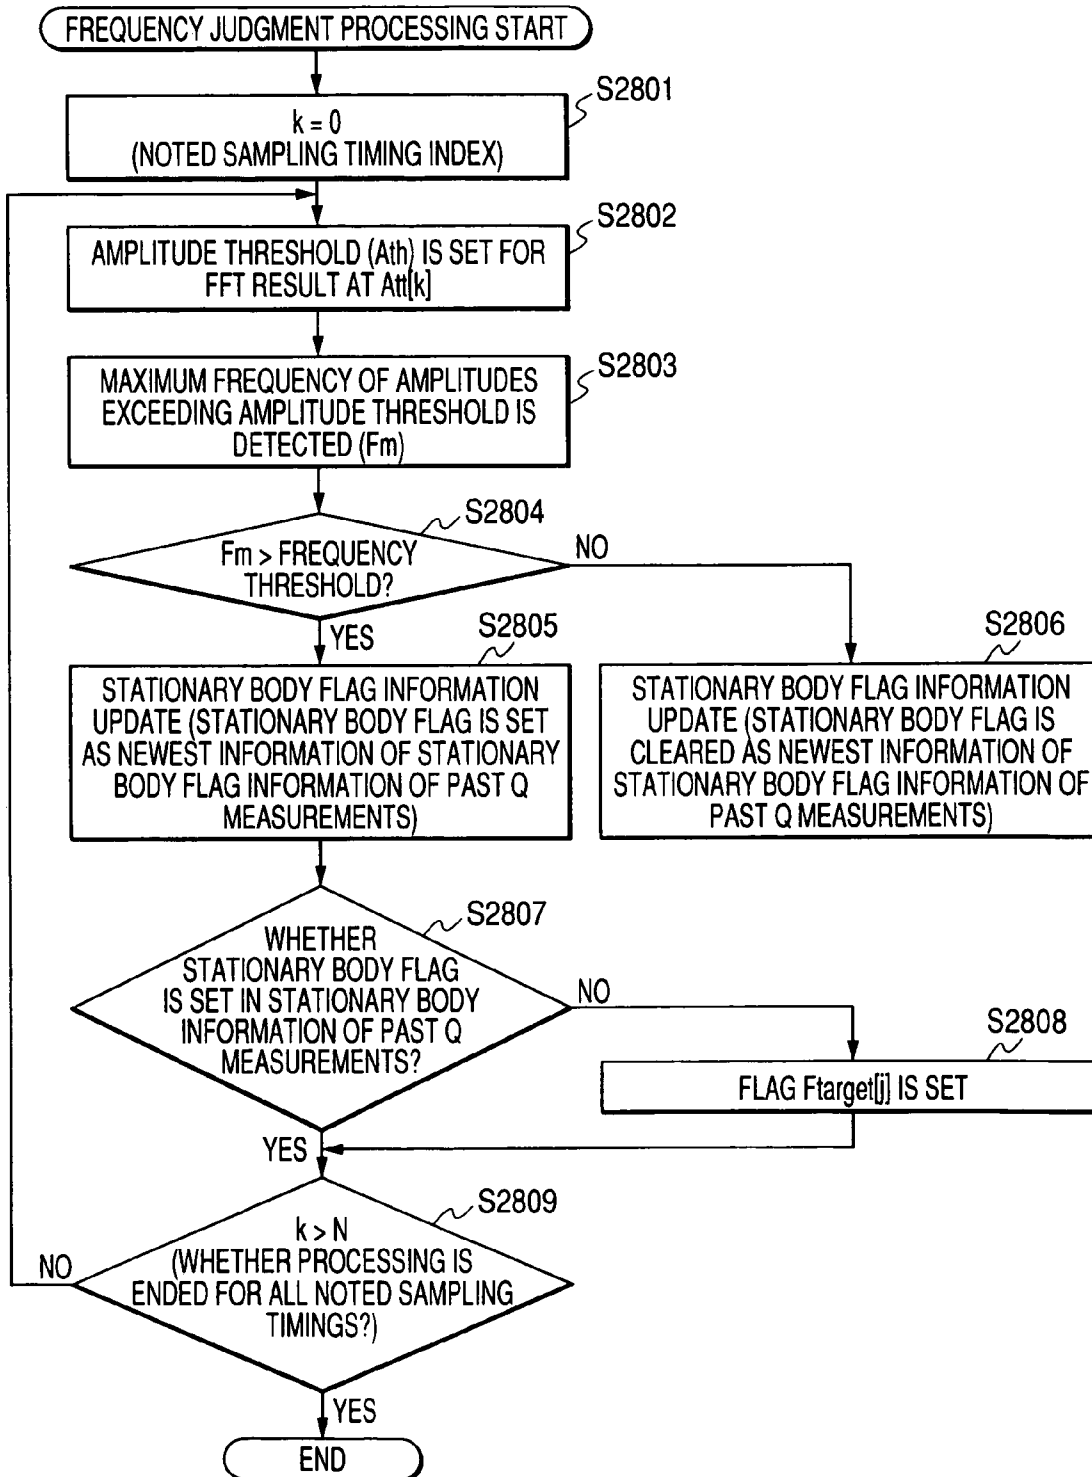 FREQUENCY JUDGMENT PROCESSING START
S2801
k = 0
(NOTED SAMPLING TIMING INDEX)
S2802
AMPLITUDE THRESHOLD (Ath) IS SET FOR
FFT RESULT AT Att[k]
S2803
MAXIMUM FREQUENCY OF AMPLITUDES
EXCEEDING AMPLITUDE THRESHOLD IS
DETECTED (Fm)
S2804
Fm > FREQUENCY
THRESHOLD?
NO
YES
S2805
STATIONARY BODY FLAG INFORMATION
UPDATE (STATIONARY BODY FLAG IS SET
AS NEWEST INFORMATION OF STATIONARY
BODY FLAG INFORMATION OF PAST Q
MEASUREMENTS)
S2806
STATIONARY BODY FLAG INFORMATION
UPDATE (STATIONARY BODY FLAG IS
CLEARED AS NEWEST INFORMATION OF
STATIONARY BODY FLAG INFORMATION OF
PAST Q MEASUREMENTS)
S2807
WHETHER
STATIONARY BODY FLAG
IS SET IN STATIONARY BODY
INFORMATION OF PAST Q
MEASUREMENTS?
NO
S2808
FLAG Ftarget[j] IS SET
YES
S2809
k > N
(WHETHER PROCESSING IS
ENDED FOR ALL NOTED SAMPLING
TIMINGS?)
NO
YES
END